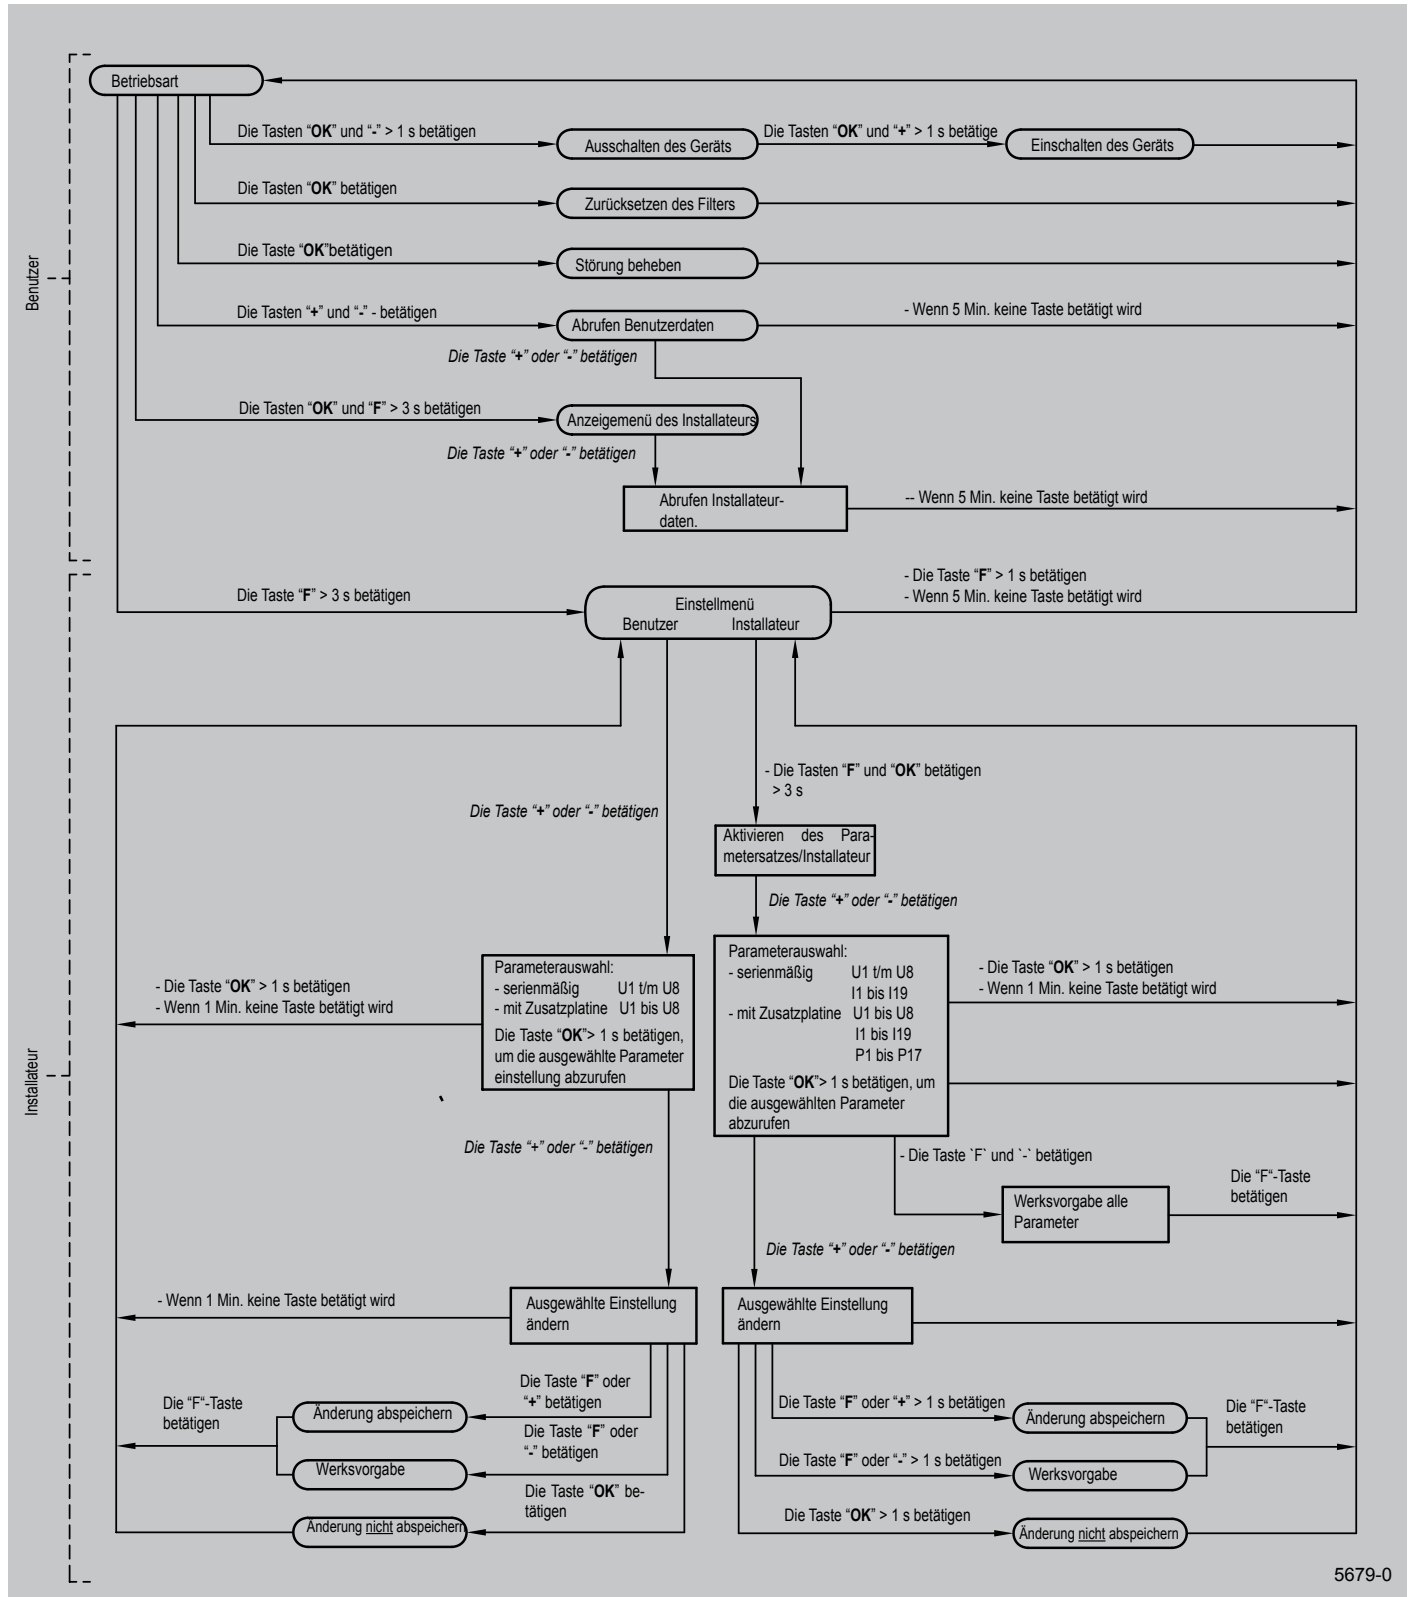 Betriebsart
Die Tasten “OK” und “-” > 1 s betätigen
Ausschalten des Geräts
Die Tasten “OK” und “+” > 1 s betätige
Einschalten des Geräts
Die Tasten “OK” betätigen
Zurücksetzen des Filters
Die Taste “OK”betätigen
Störung beheben
Benutzer
Die Tasten “+” und “-” - betätigen
Abrufen Benutzerdaten
- Wenn 5 Min. keine Taste betätigt wird
Die Taste “+” oder “-” betätigen
Die Tasten “OK” und “F” > 3 s betätigen
Anzeigemenü des Installateurs
Die Taste “+” oder “-” betätigen
Abrufen Installateur-
daten.
-- Wenn 5 Min. keine Taste betätigt wird
Die Taste “F” > 3 s betätigen
Einstellmenü
Benutzer Installateur
- Die Taste “F” > 1 s betätigen
- Wenn 5 Min. keine Taste betätigt wird
- Die Tasten “F” und “OK” betätigen
> 3 s
Die Taste “+” oder “-” betätigen
Aktivieren des Para-
metersatzes/Installateur
Die Taste “+” oder “-” betätigen
Installateur
- Die Taste “OK” > 1 s betätigen
- Wenn 1 Min. keine Taste betätigt wird
Parameterauswahl:
- serienmäßig U1 t/m U8
- mit Zusatzplatine U1 bis U8
Die Taste “OK”> 1 s betätigen,
um die ausgewählte Parameter
einstellung abzurufen
Parameterauswahl:
- serienmäßig U1 t/m U8
I1 bis I19
- mit Zusatzplatine U1 bis U8
I1 bis I19
P1 bis P17
Die Taste “OK”> 1 s betätigen, um
die ausgewählten Parameter
abzurufen
- Die Taste “OK” > 1 s betätigen
- Wenn 1 Min. keine Taste betätigt wird
Die Taste “+” oder “-” betätigen
- Die Taste `F` und `-` betätigen
Werksvorgabe alle
Parameter
Die “F“-Taste
betätigen
Die Taste “+” oder “-” betätigen
- Wenn 1 Min. keine Taste betätigt wird
Ausgewählte Einstellung
ändern
Ausgewählte Einstellung
ändern
Die “F“-Taste
betätigen
Änderung abspeichern
Die Taste “F” oder
“+” betätigen
Werksvorgabe
Die Taste “F” oder
“-” betätigen
Änderung nicht abspeichern
Die Taste “OK” be-
tätigen
Die Taste “F” oder “+” > 1 s betätigen
Änderung abspeichern
Die “F“-Taste
betätigen
Die Taste “F” oder “-” > 1 s betätigen
Werksvorgabe
Die Taste “OK” > 1 s betätigen
Änderung nicht abspeichern
5679-0